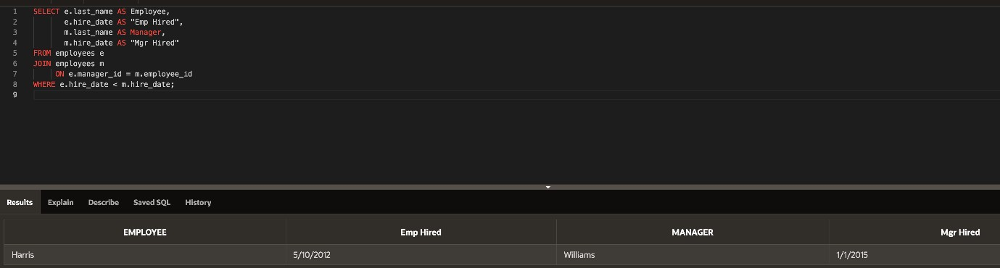 1 SELECT e.last_name AS Employee,
2 e.hire_date AS "Emp Hired",
3 m.last_name AS Manager,
4 m.hire_date AS "Mgr Hired"
5 FROM employees e
6 JOIN employees m
7 ON e.manager_id = m.employee_id
8 WHERE e.hire_date < m.hire_date;
9
Results Explain Describe Saved SQL History
EMPLOYEE Emp Hired MANAGER Mgr Hired
Harris 5/10/2012 Williams 1/1/2015